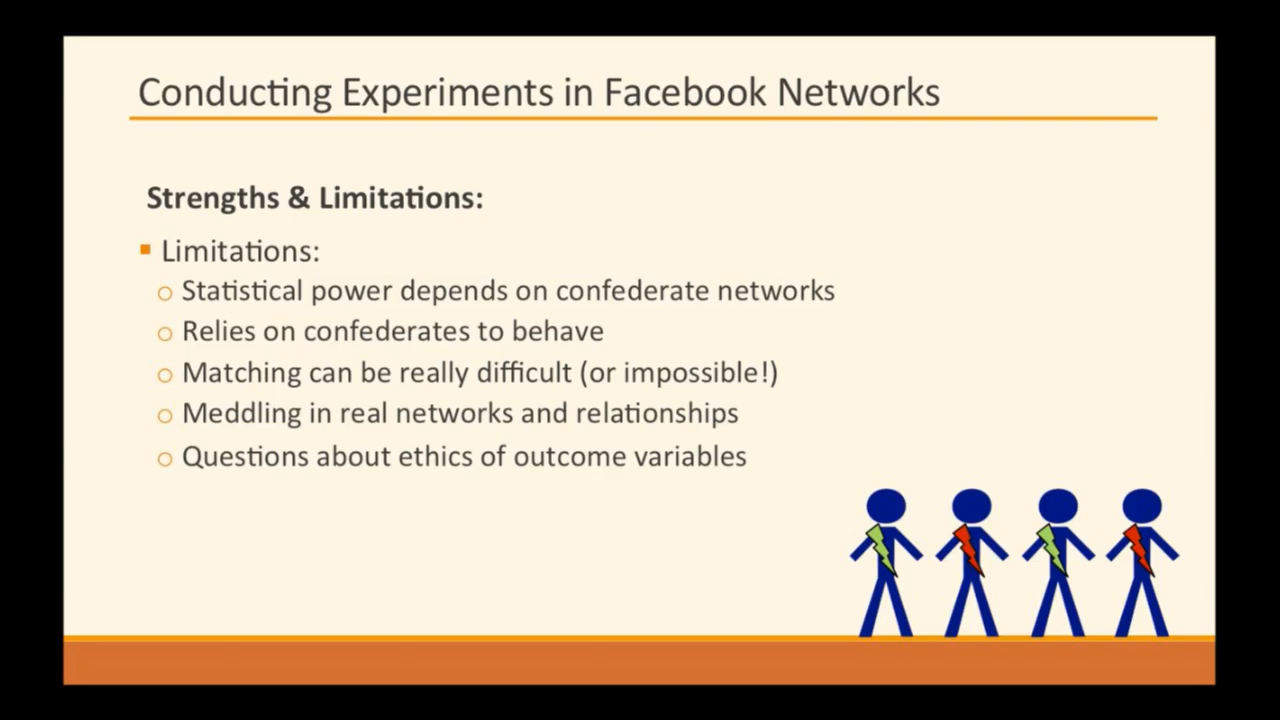 Conducting Experiments in Facebook Networks
Strengths & Limitations:
Limitations:
Statistical power depends on confederate networks
Relies on confederates to behave
Matching can be really difficult (or impossible!)
Meddling in real networks and relationships
Questions about ethics of outcome variables